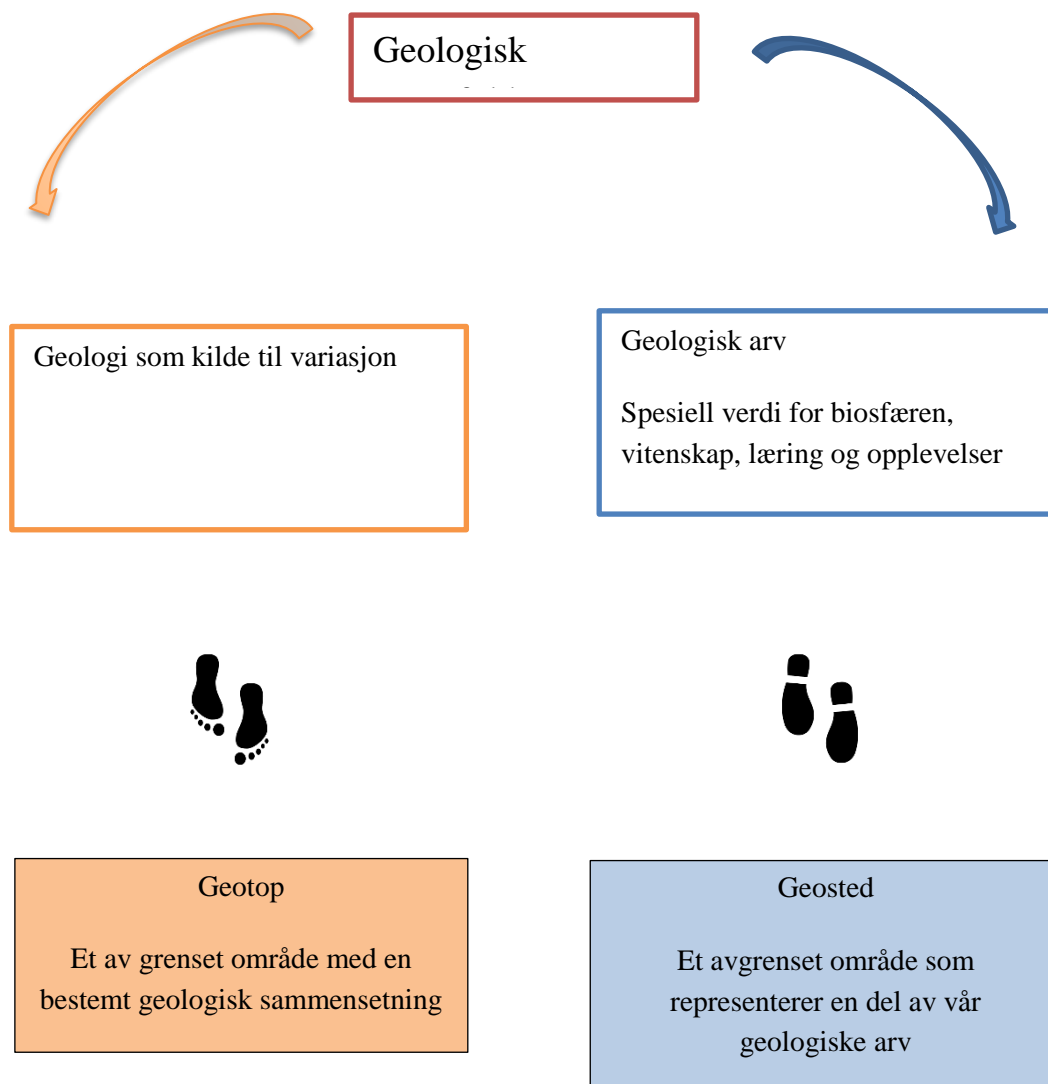 Geologisk
Geologi som kilde til variasjon
Geologisk arv
Spesiell verdi for biosfæren,
vitenskap, læring og opplevelser
Geotop
Et av grenset område med en
bestemt geologisk sammensetning
Geosted
Et avgrenset område som
representerer en del av vår
geologiske arv